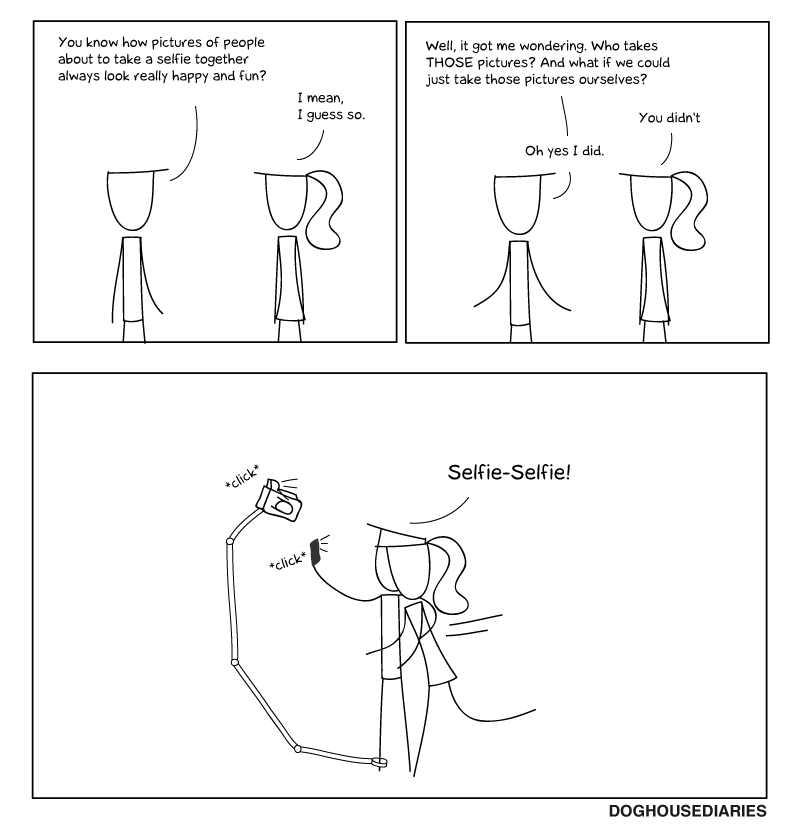 You know how pictures of people
about to take a selfie together
always look really happy and fun?
I mean,
I guess so.
Well, it got me wondering. Who takes
THOSE pictures? And what if we could
just take those pictures ourselves?
You didn't
Oh yes I did.
Selfie-Selfie!
*click*
*click*
DOGHOUSEDIARIES